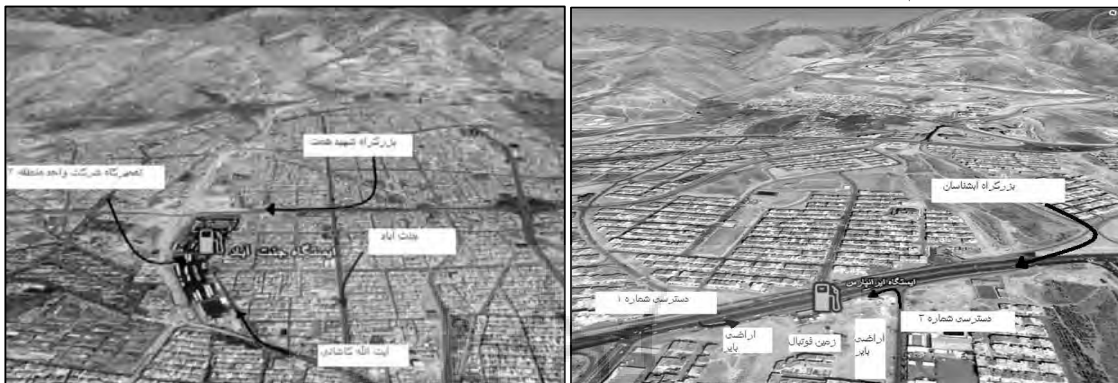 بزرگراه شهید همت
تعمیرگاه شرکت واحد منطقه ۲
جنت آباد
ایستگاه جنت آباد
آیت الله کاشانی
بزرگراه آبشناسان
ایستگاه ایرانپارس
دسترسی شماره ۱
دسترسی شماره ۲
اراضی
بایر
زمین فوتبال
اراضی
بایر